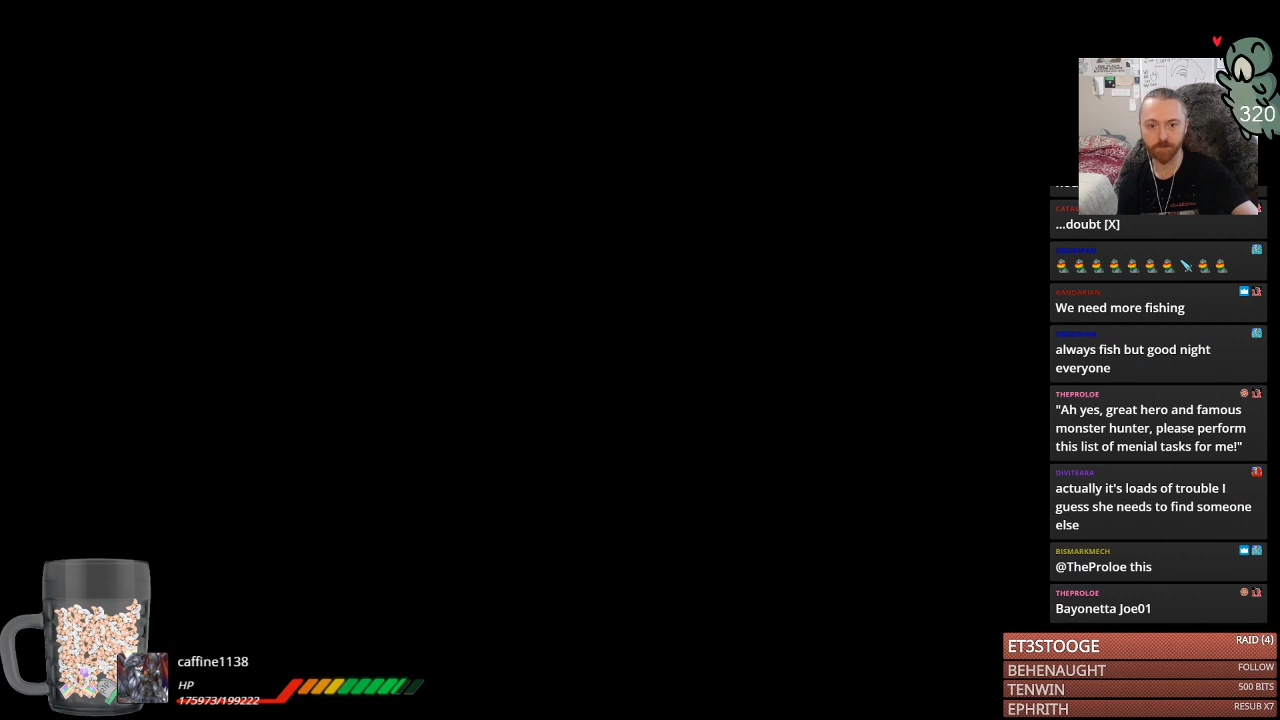 320
...doubt [X]
KANDARIAN
We need more fishing
always fish but good night
everyone
THEPROLOE
"Ah yes, great hero and famous
monster hunter, please perform
this list of menial tasks for me!"
DIVITEARA
actually it's loads of trouble I
guess she needs to find someone
else
BISMARKMECH
@TheProloe this
THEPROLOE
Bayonetta Joe01
ET3STOOGE RAID (4)
BEHENAUGHT FOLLOW
TENWIN 500 BITS
EPHRITH RESUB X7
caffine1138
HP
175973/199222